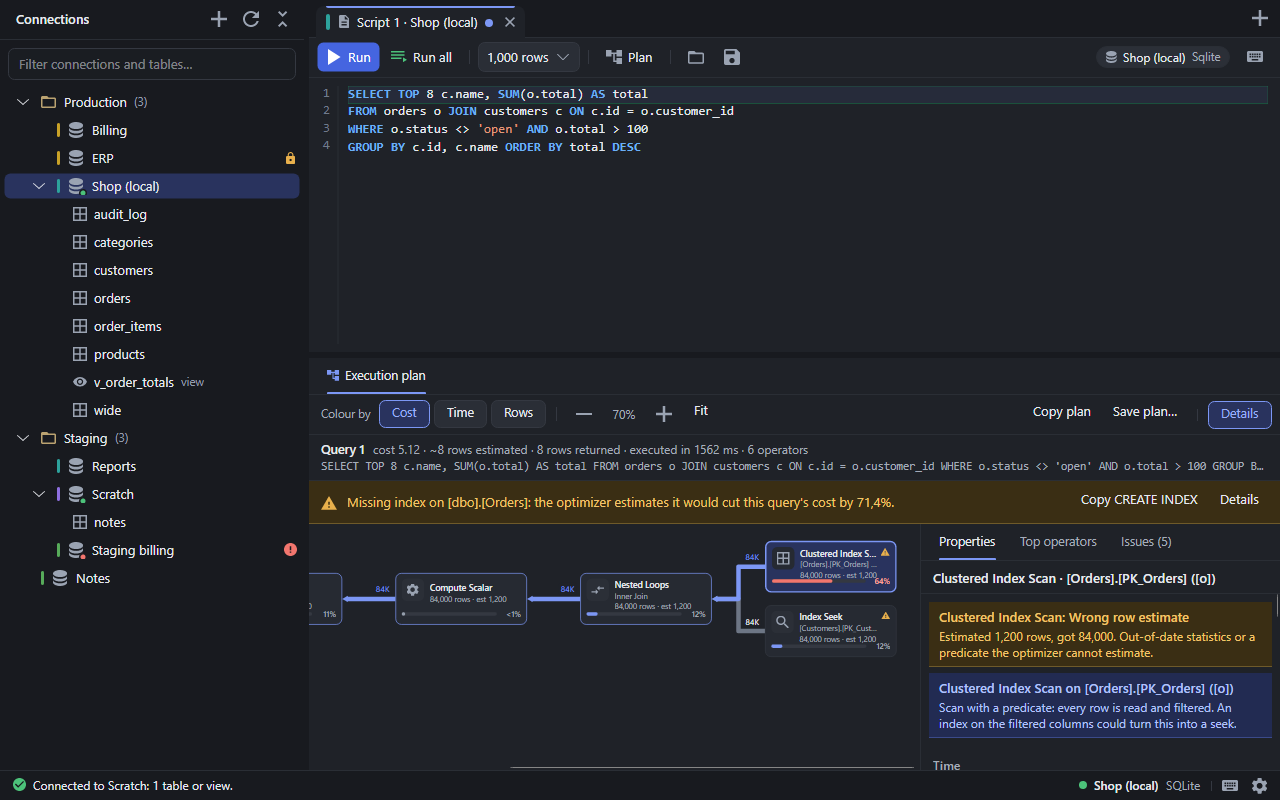 Connections
Filter connections and tables...
Production (3)
Billing
ERP
Shop (local)
audit_log
categories
customers
orders
order_items
products
v_order_totals view
wide
Staging (3)
Reports
Scratch
notes
Staging billing
Notes
Script 1 · Shop (local)
Run
Run all
1,000 rows
Plan
Shop (local) Sqlite
1 SELECT TOP 8 c.name, SUM(o.total) AS total
2 FROM orders o JOIN customers c ON c.id = o.customer_id
3 WHERE o.status <> 'open' AND o.total > 100
4 GROUP BY c.id, c.name ORDER BY total DESC
Execution plan
Colour by Cost Time Rows 70% Fit
Copy plan Save plan... Details
Query 1 cost 5.12 · ~8 rows estimated · 8 rows returned · executed in 1562 ms · 6 operators
SELECT TOP 8 c.name, SUM(o.total) AS total FROM orders o JOIN customers c ON c.id = o.customer_id WHERE o.status <> 'open' AND o.total > 100 GROUP B…
Missing index on [dbo].[Orders]: the optimizer estimates it would cut this query's cost by 71,4%.
Copy CREATE INDEX Details
0
11%
84K
Compute Scalar
84,000 rows · est 1,200
<1%
84K
Nested Loops
Inner Join
84,000 rows · est 1,200
12%
84K
Clustered Index S...
[Orders].[PK_Orders] ...
84,000 rows · est 1,200
64%
84K
Index Seek
[Customers].[PK_Cust...
84,000 rows · est 1,200
12%
Properties Top operators Issues (5)
Clustered Index Scan · [Orders].[PK_Orders] ([o])
Clustered Index Scan: Wrong row estimate
Estimated 1,200 rows, got 84,000. Out-of-date statistics or a
predicate the optimizer cannot estimate.
Clustered Index Scan on [Orders].[PK_Orders] ([o])
Scan with a predicate: every row is read and filtered. An
index on the filtered columns could turn this into a seek.
Time
Connected to Scratch: 1 table or view.
Shop (local) SQLite